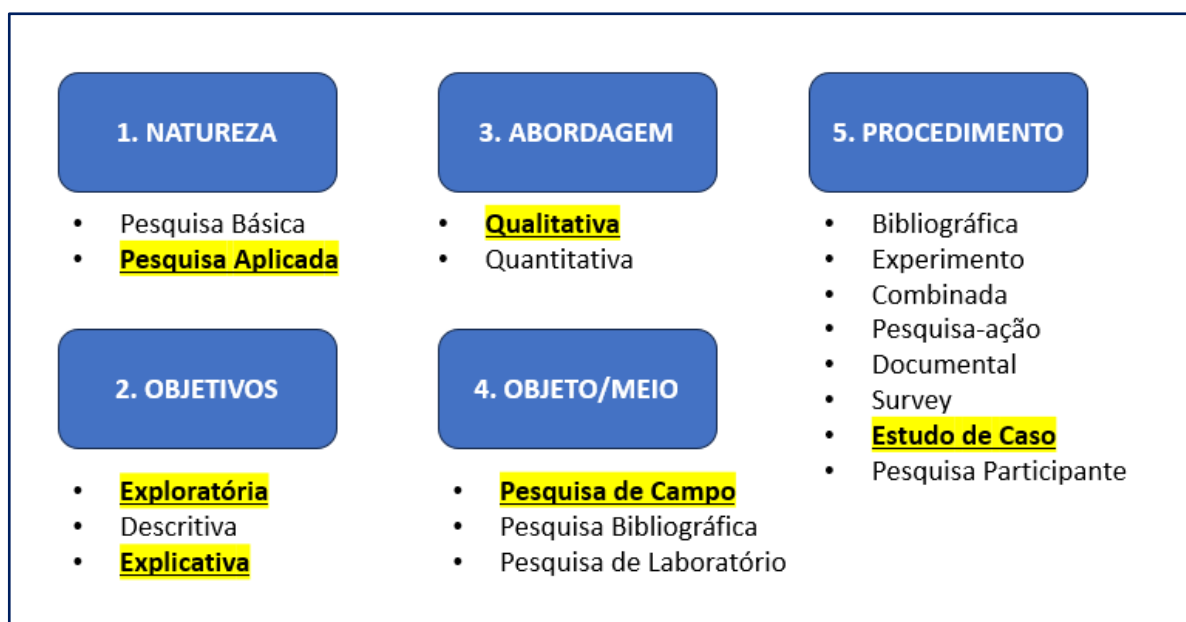 1. NATUREZA
• Pesquisa Básica
• Pesquisa Aplicada
2. OBJETIVOS
• Exploratória
• Descritiva
• Explicativa
3. ABORDAGEM
• Qualitativa
• Quantitativa
4. OBJETO/MEIO
• Pesquisa de Campo
• Pesquisa Bibliográfica
• Pesquisa de Laboratório
5. PROCEDIMENTO
• Bibliográfica
• Experimento
• Combinada
• Pesquisa-ação
• Documental
• Survey
• Estudo de Caso
• Pesquisa Participante